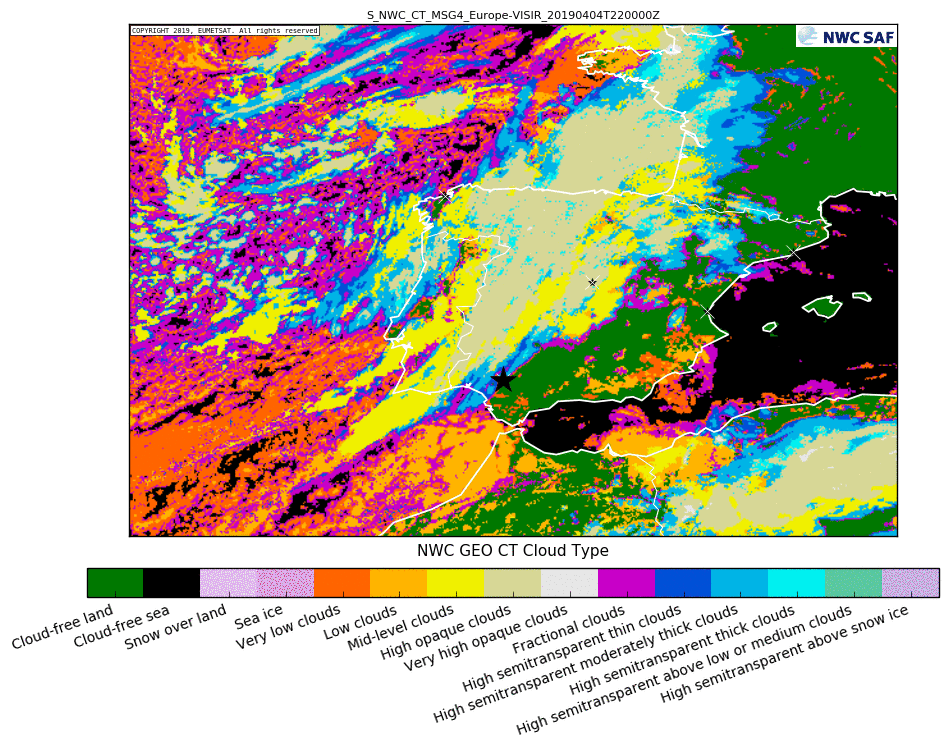 S_NWC_CT_MSG4_Europe-VISIR_20190404T220000Z
COPYRIGHT 2019, EUMETSAT. All rights reserved
NWC SAF
NWC GEO CT Cloud Type
Cloud-free land
Cloud-free sea
Snow over land
Sea ice
Very low clouds
Low clouds
Mid-level clouds
High opaque clouds
Very high opaque clouds
Fractional clouds
High semitransparent thin clouds
High semitransparent moderately thick clouds
High semitransparent thick clouds
High semitransparent above low or medium clouds
High semitransparent above snow ice